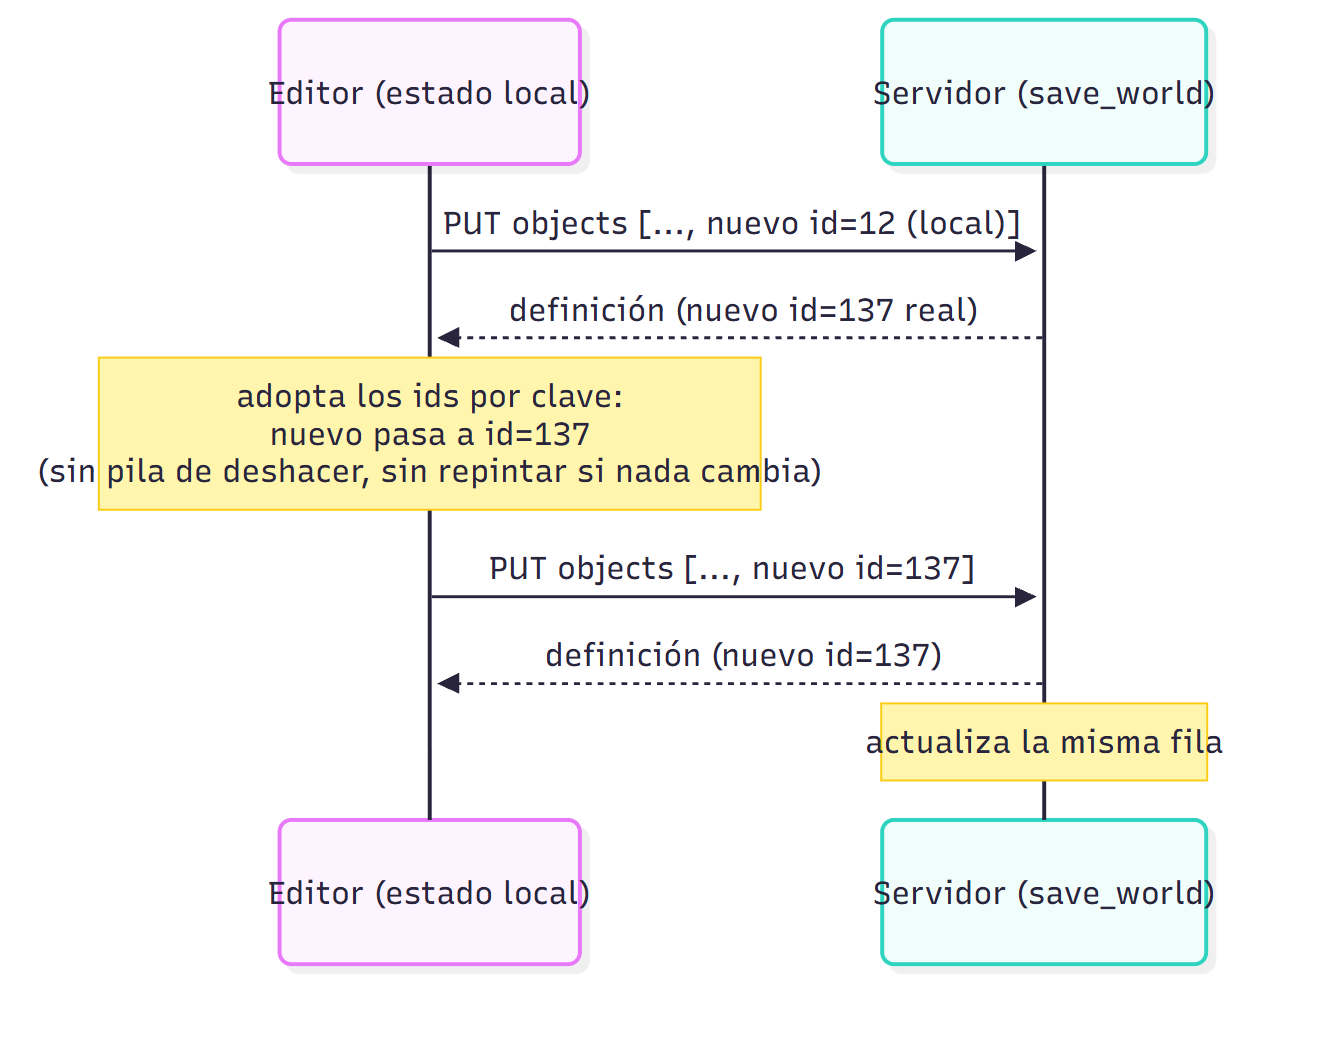 Editor (estado local)
Servidor (save_world)
PUT objects [..., nuevo id=12 (local)]
definición (nuevo id=137 real)
adopta los ids por clave:
nuevo pasa a id=137
(sin pila de deshacer, sin repintar si nada cambia)
PUT objects [..., nuevo id=137]
definición (nuevo id=137)
actualiza la misma fila
Editor (estado local)
Servidor (save_world)